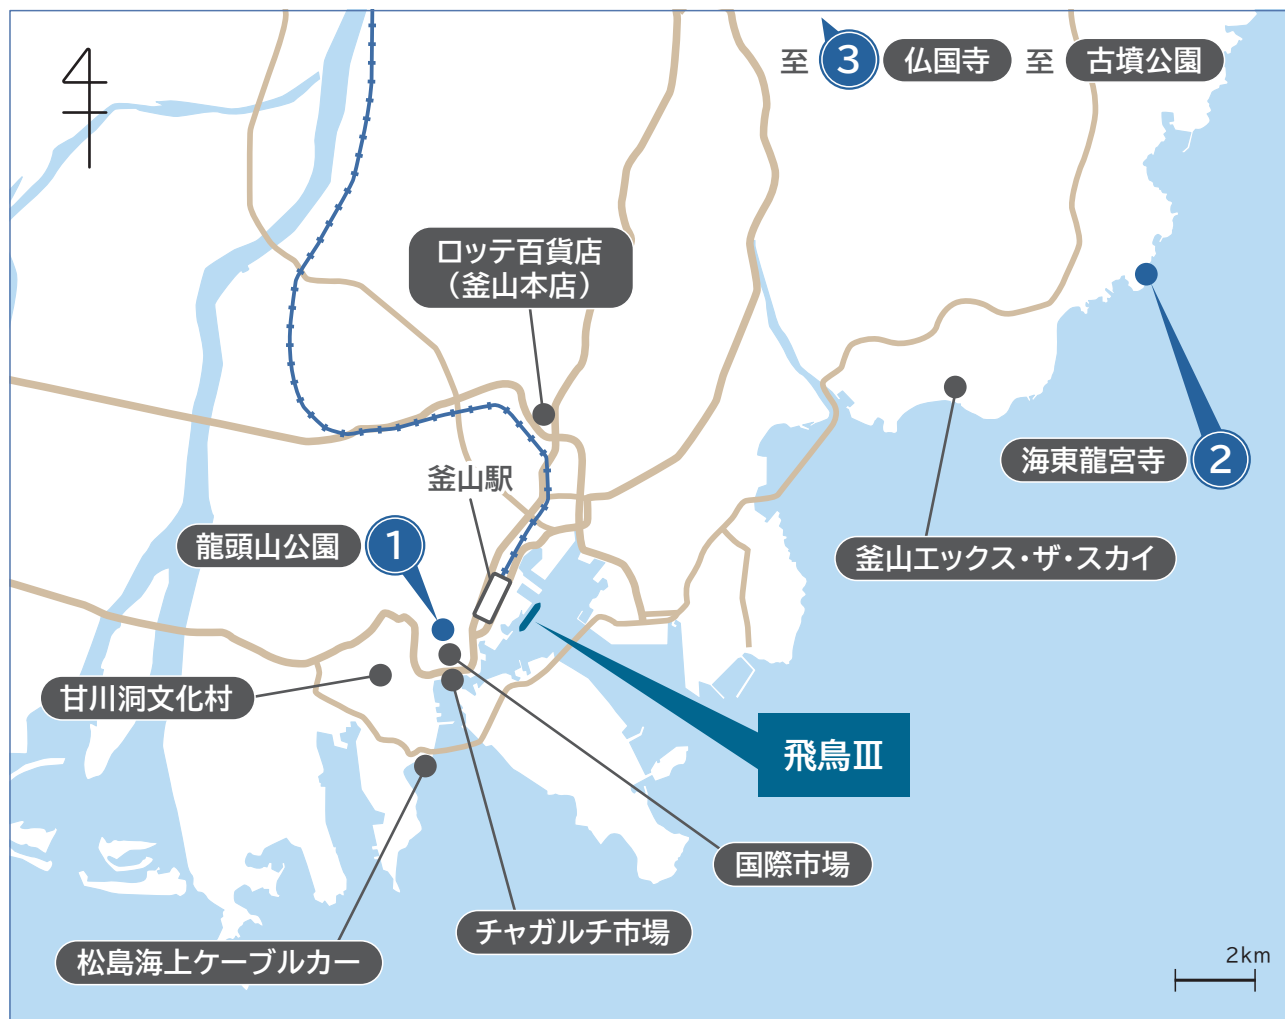 至 3 仏国寺 至 古墳公園
ロッテ百貨店
（釜山本店）
海東龍宮寺 2
釜山駅
龍頭山公園 1
釜山エックス・ザ・スカイ
甘川洞文化村
飛鳥Ⅲ
国際市場
チャガルチ市場
松島海上ケーブルカー
2km